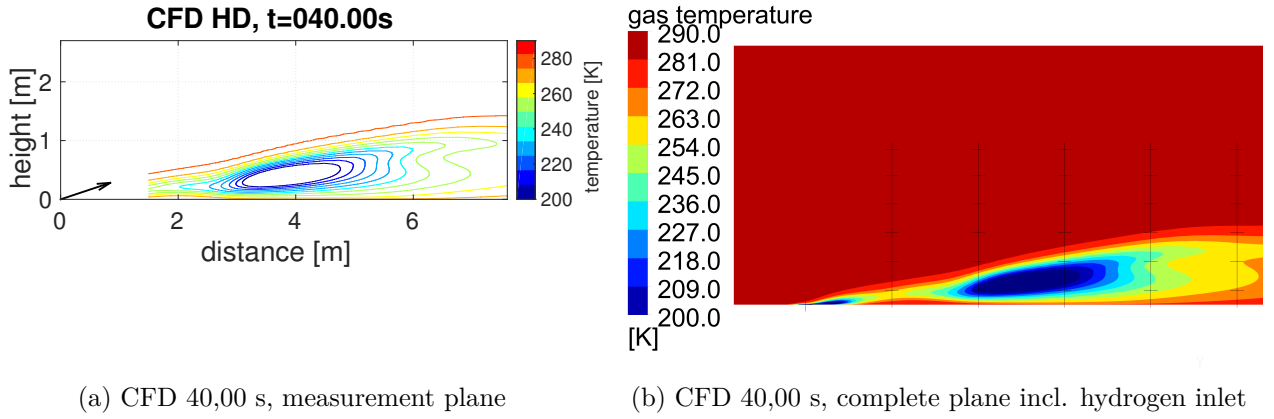 CFD HD, t=040.00s
height [m]
2
1
0
0
2
4
6
distance [m]
280
260
240
220
200
temperature [K]
gas temperature
290.0
281.0
272.0
263.0
254.0
245.0
236.0
227.0
218.0
209.0
200.0
[K]
(a) CFD 40,00 s, measurement plane
(b) CFD 40,00 s, complete plane incl. hydrogen inlet